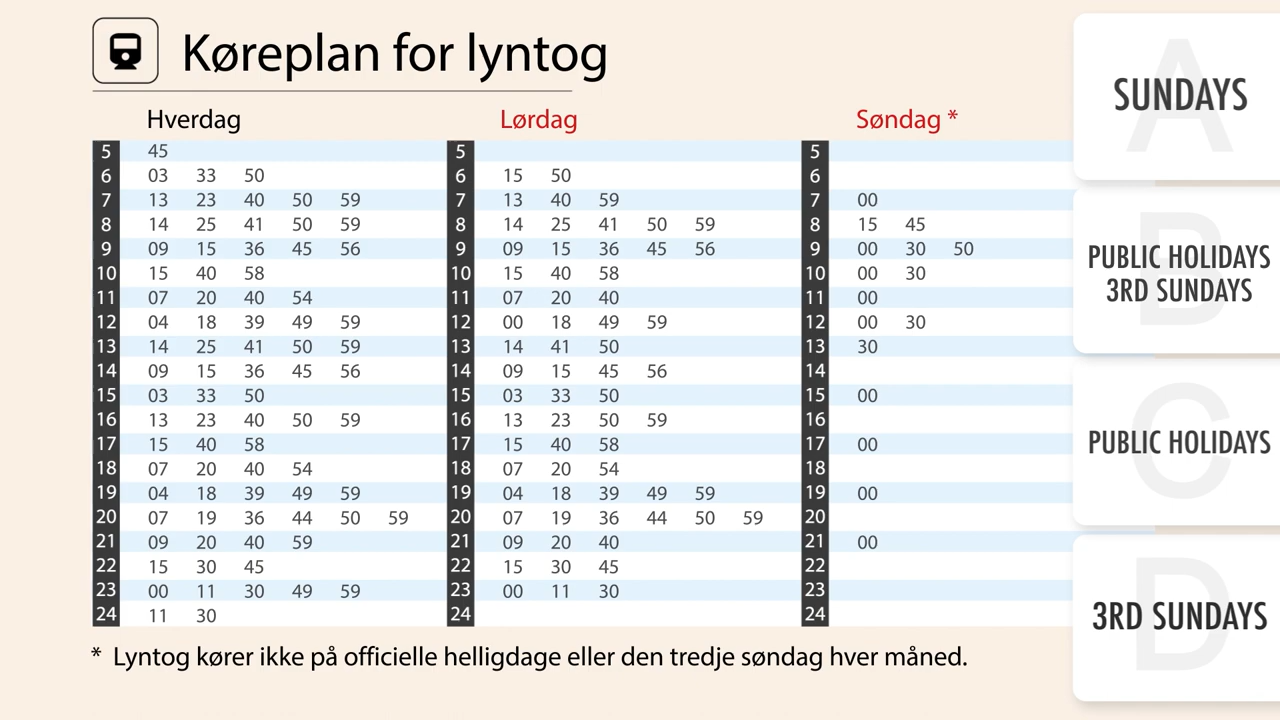 Køreplan for lyntog
Hverdag
5 45
6 03 33 50
7 13 23 40 50 59
8 14 25 41 50 59
9 09 15 36 45 56
10 15 40 58
11 07 20 40 54
12 04 18 39 49 59
13 14 25 41 50 59
14 09 15 36 45 56
15 03 33 50
16 13 23 40 50 59
17 15 40 58
18 07 20 40 54
19 04 18 39 49 59
20 07 19 36 44 50 59
21 09 20 40 59
22 15 30 45
23 00 11 30 49 59
24 11 30
Lørdag
5
6 15 50
7 13 40 59
8 14 25 41 50 59
9 09 15 36 45 56
10 15 40 58
11 07 20 40
12 00 18 49 59
13 14 41 50
14 09 15 45 56
15 03 33 50
16 13 23 50 59
17 15 40 58
18 07 20 54
19 04 18 39 49 59
20 07 19 36 44 50 59
21 09 20 40
22 15 30 45
23 00 11 30
24
Søndag *
5
6
7 00
8 15 45
9 00 30 50
10 00 30
11 00
12 00 30
13 30
14
15 00
16
17 00
18
19 00
20
21 00
22
23
24
* Lyntog kører ikke på officielle helligdage eller den tredje søndag hver måned.
A
SUNDAYS
B
PUBLIC HOLIDAYS
3RD SUNDAYS
C
PUBLIC HOLIDAYS
D
3RD SUNDAYS